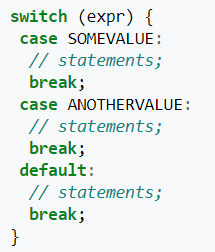 switch (expr) {
 case SOMEVALUE:
  // statements;
  break;
 case ANOTHERVALUE:
  // statements;
  break;
 default:
  // statements;
  break;
}